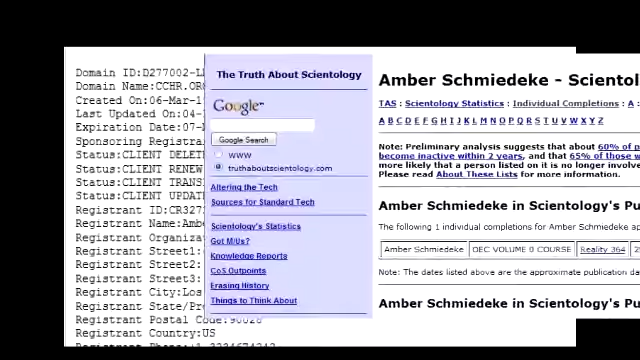 Domain ID:D277002-L
Domain Name:CCHR.OR
Created On:06-Mar-1
Last Updated On:04-
Expiration Date:07-
Sponsoring Registra
Status:CLIENT DELET
Status:CLIENT RENEW
Status:CLIENT TRANS
Status:CLIENT UPDAT
Registrant ID:CR327
Registrant Name:Amb
Registrant Organiza
Registrant Street1:
Registrant Street2:
Registrant Street3:
Registrant City:Los
Registrant State/Pro
Registrant Postal Code:90028
Registrant Country:US
The Truth About Scientology
Google
Google Search
WWW
truthaboutscientology.com
Altering the Tech
Sources for Standard Tech
Scientology's Statistics
Got M/Us?
Knowledge Reports
CoS Outpoints
Erasing History
Things to Think About
Amber Schmiedeke - Scientol
TAS : Scientology Statistics : Individual Completions : A :
A B C D E F G H I J K L M N O P Q R S T U V W X Y Z
Note: Preliminary analysis suggests that about 60% of p
become inactive within 2 years, and that 65% of those w
more likely that a person listed on it is no longer involve
Please read About These Lists for more information.
Amber Schmiedeke in Scientology's Pu
The following 1 individual completions for Amber Schmiedeke ap
Amber Schmiedeke OEC VOLUME 0 COURSE Reality 364 2
Note: The dates listed above are the approximate publication da
Amber Schmiedeke in Scientology's Pu